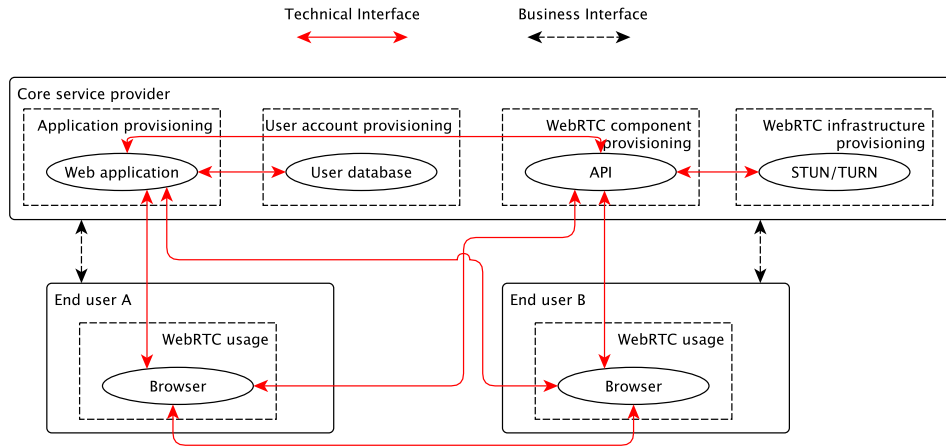 Technical Interface
Business Interface
Core service provider
Application provisioning
User account provisioning
WebRTC component
provisioning
WebRTC infrastructure
provisioning
Web application
User database
API
STUN/TURN
End user A
End user B
WebRTC usage
WebRTC usage
Browser
Browser